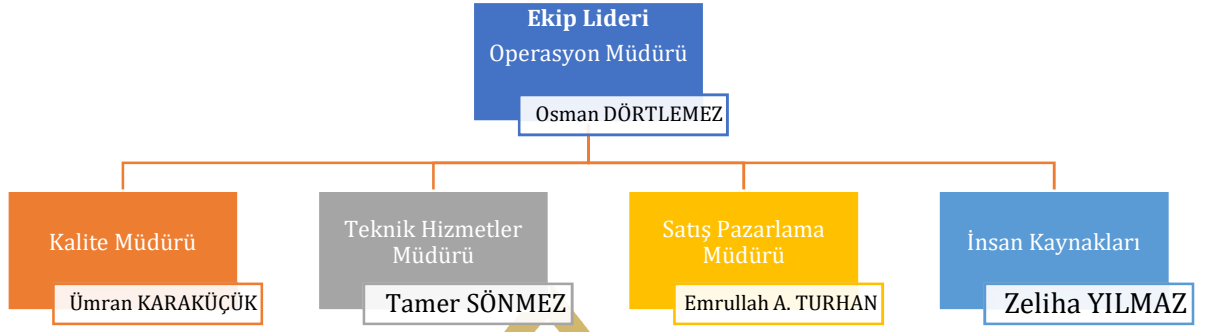 Ekip Lideri
Operasyon Müdürü
Osman DÖRTLEMEZ
Kalite Müdürü
Ümran KARAKÜÇÜK
Teknik Hizmetler
Müdürü
Tamer SÖNMEZ
Satış Pazarlama
Müdürü
Emrullah A. TURHAN
İnsan Kaynakları
Zeliha YILMAZ